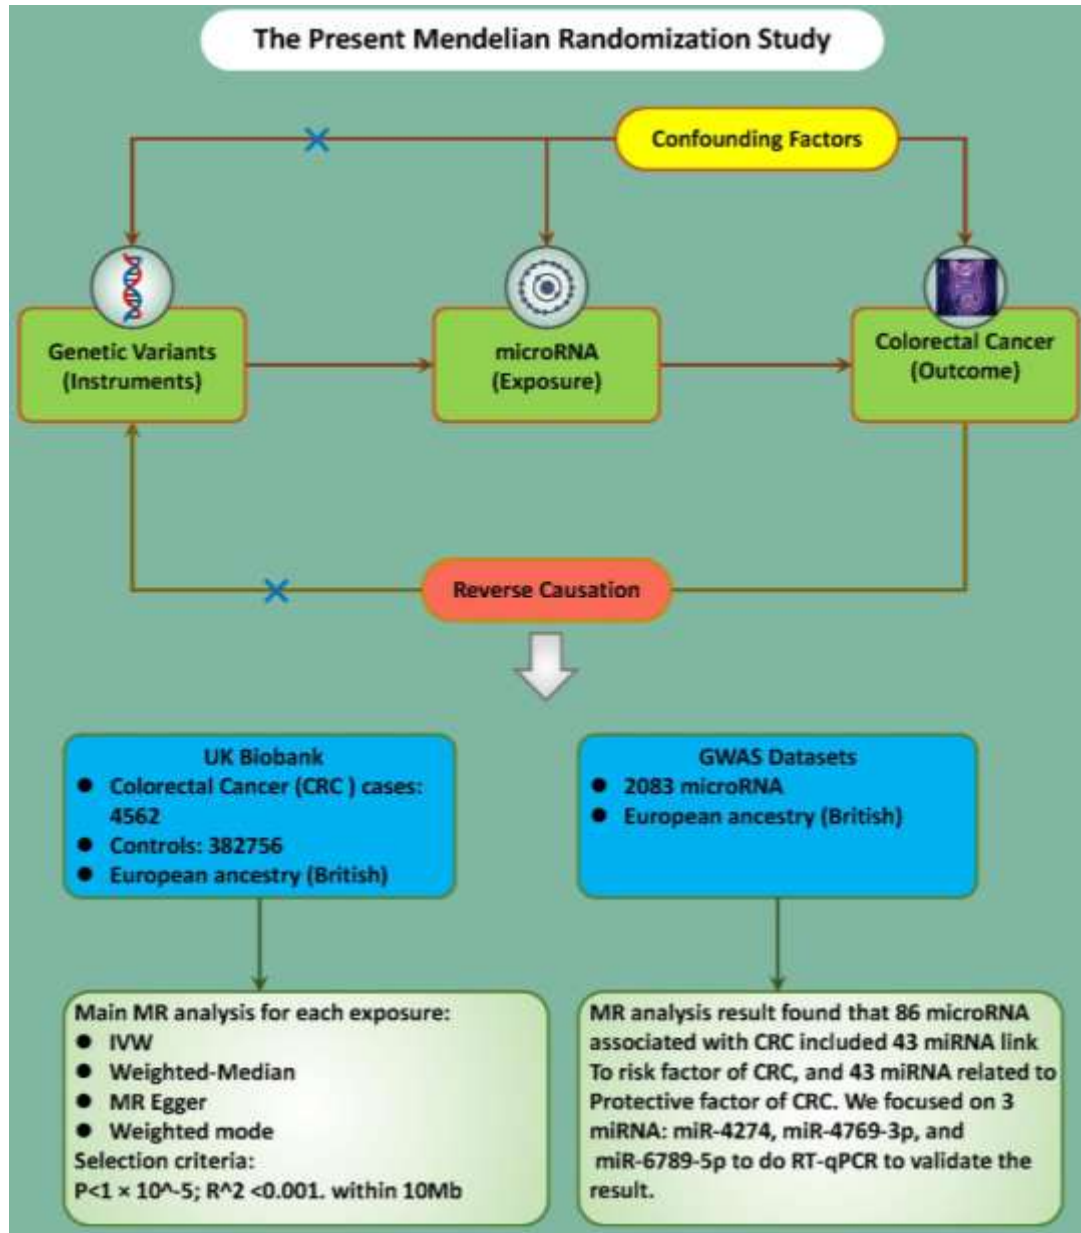 The Present Mendelian Randomization Study
Confounding Factors
Genetic Variants
(Instruments)
microRNA
(Exposure)
Colorectal Cancer
(Outcome)
Reverse Causation
UK Biobank
● Colorectal Cancer (CRC ) cases:
4562
● Controls: 382756
● European ancestry (British)
GWAS Datasets
● 2083 microRNA
● European ancestry (British)
Main MR analysis for each exposure:
● IVW
● Weighted-Median
● MR Egger
● Weighted mode
Selection criteria:
P<1 × 10^-5; R^2 <0.001. within 10Mb
MR analysis result found that 86 microRNA
associated with CRC included 43 miRNA link
To risk factor of CRC, and 43 miRNA related to
Protective factor of CRC. We focused on 3
miRNA: miR-4274, miR-4769-3p, and
miR-6789-5p to do RT-qPCR to validate the
result.